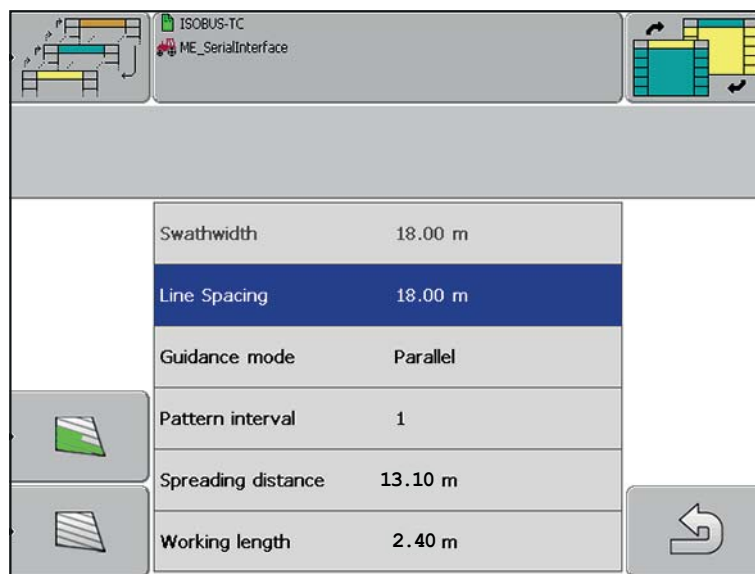 ISOBUS-TC
ME_SerialInterface
Swathwidth 18.00 m
Line Spacing 18.00 m
Guidance mode Parallel
Pattern interval 1
Spreading distance 13.10 m
Working length 2.40 m